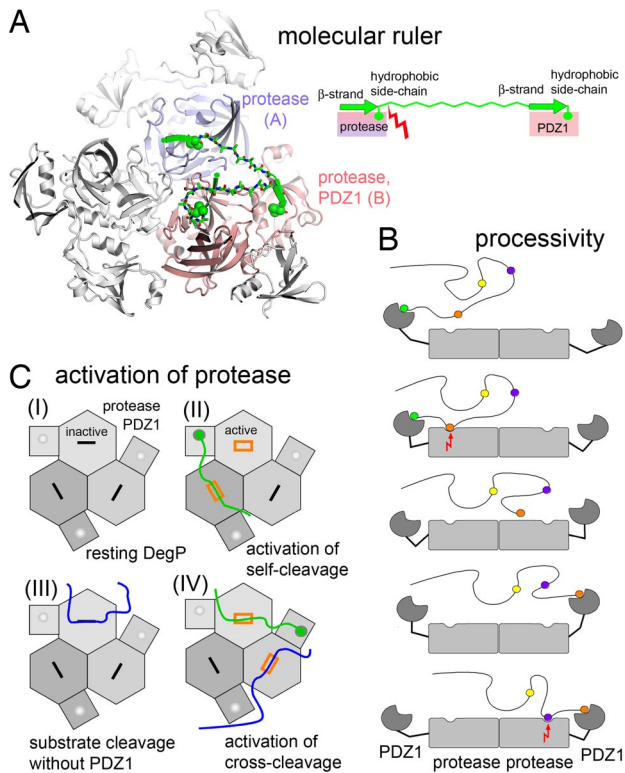 A
molecular ruler
protease
(A)
protease,
PDZ1 (B)
β-strand
hydrophobic
side-chain
β-strand
hydrophobic
side-chain
protease
PDZ1
B
processivity
C
activation of protease
(I)
protease
PDZ1
inactive
resting DegP
(II)
active
activation of
self-cleavage
(III)
substrate cleavage
without PDZ1
(IV)
activation of
cross-cleavage
PDZ1
protease protease
PDZ1